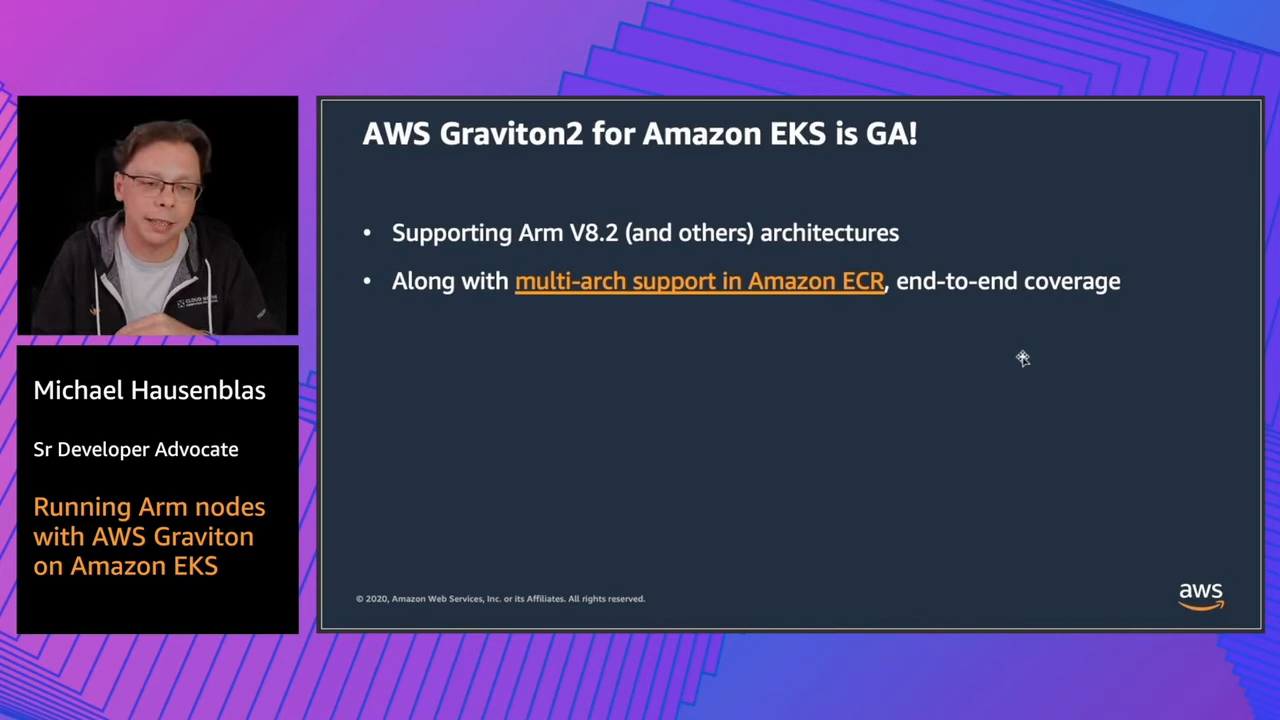 AWS Graviton2 for Amazon EKS is GA!
• Supporting Arm V8.2 (and others) architectures
• Along with multi-arch support in Amazon ECR, end-to-end coverage
CLOUD NATIVE
Michael Hausenblas
Sr Developer Advocate
Running Arm nodes
with AWS Graviton
on Amazon EKS
© 2020, Amazon Web Services, Inc. or its Affiliates. All rights reserved.
aws